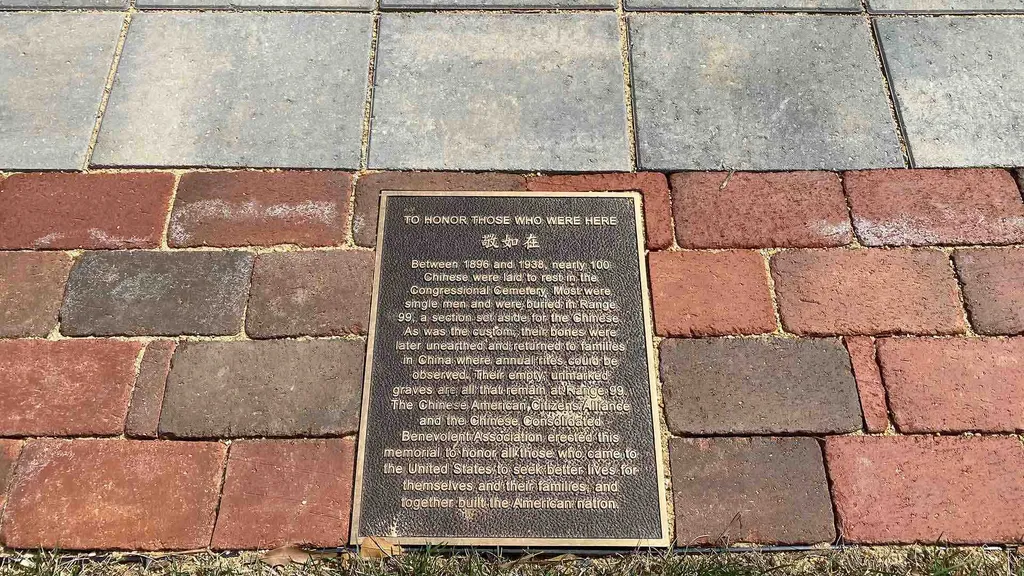 TO HONOR THOSE WHO WERE HERE
敬如在
Between 1896 and 1938, nearly 100
Chinese were laid to rest in the
Congressional Cemetery. Most were
single men and were buried in Range
99, a section set aside for the Chinese.
As was the custom, their bones were
later unearthed and returned to families
in China where annual rites could be
observed. Their empty, unmarked
graves are all that remain at Range 99.
The Chinese American Citizens Alliance
and the Chinese Consolidated
Benevolent Association erected this
memorial to honor all those who came to
the United States to seek better lives for
themselves and their families, and
together built the American nation.